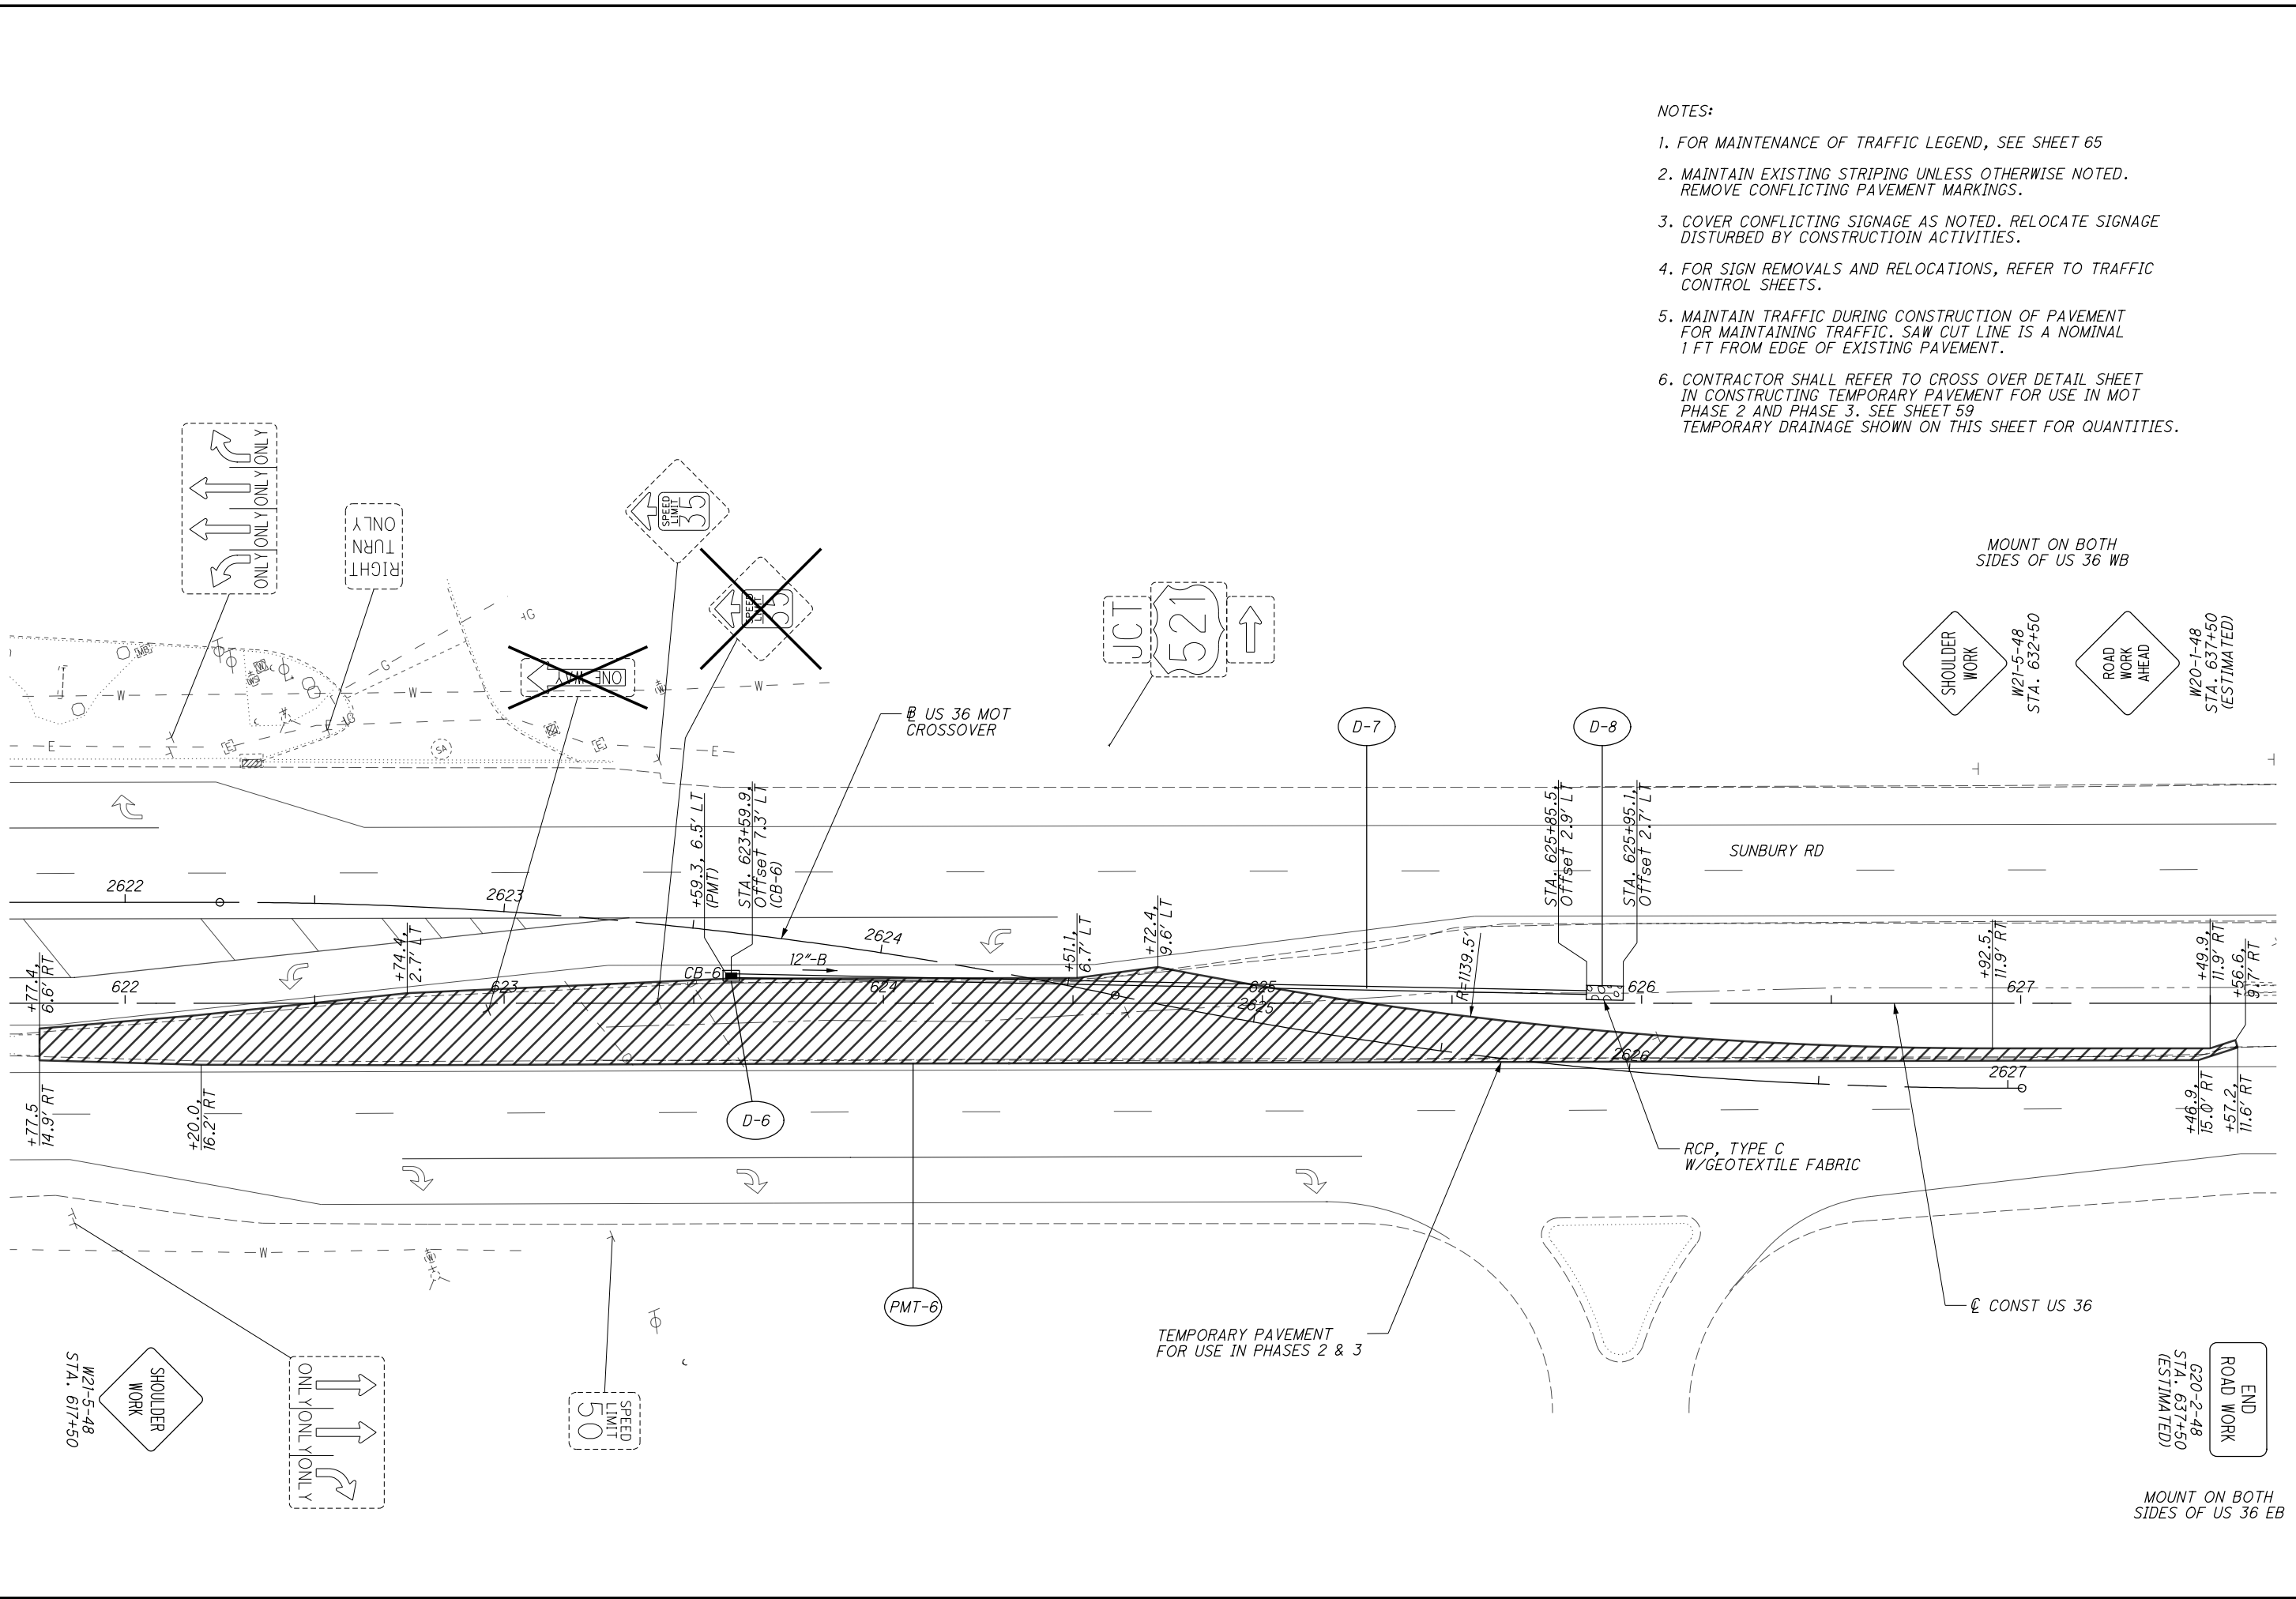 NOTES:
1. FOR MAINTENANCE OF TRAFFIC LEGEND, SEE SHEET 65
2. MAINTAIN EXISTING STRIPING UNLESS OTHERWISE NOTED.
REMOVE CONFLICTING PAVEMENT MARKINGS.
3. COVER CONFLICTING SIGNAGE AS NOTED. RELOCATE SIGNAGE
DISTURBED BY CONSTRUCTIOIN ACTIVITIES.
4. FOR SIGN REMOVALS AND RELOCATIONS, REFER TO TRAFFIC
CONTROL SHEETS.
5. MAINTAIN TRAFFIC DURING CONSTRUCTION OF PAVEMENT
FOR MAINTAINING TRAFFIC. SAW CUT LINE IS A NOMINAL
1 FT FROM EDGE OF EXISTING PAVEMENT.
6. CONTRACTOR SHALL REFER TO CROSS OVER DETAIL SHEET
IN CONSTRUCTING TEMPORARY PAVEMENT FOR USE IN MOT
PHASE 2 AND PHASE 3. SEE SHEET 59
TEMPORARY DRAINAGE SHOWN ON THIS SHEET FOR QUANTITIES.
ONLY ONLY ONLY ONLY
RIGHT
TURN
ONLY
SPEED
LIMIT
35
SPEED
LIMIT
35
ONE WAY
JCT
521
MOUNT ON BOTH
SIDES OF US 36 WB
SHOULDER
WORK
W21-5-48
STA. 632+50
ROAD
WORK
AHEAD
W20-1-48
STA. 637+50
(ESTIMATED)
MB
G
G
W
W
W
W
W
W
E
E
E
E
E
SA
℔ US 36 MOT
CROSSOVER
D-7
D-8
+59.3, 6.5' LT
(PMT)
STA. 623+59.9,
Offset 7.3' LT
(CB-6)
STA. 625+85.5,
Offset 2.9' LT
STA. 625+95.1,
Offset 2.7' LT
SUNBURY RD
2622
2623
2624
2625
2626
2627
+77.4,
6.6' RT
+74.4,
2.7' LT
CB-6
12"-B
+51.1,
6.7' LT
+72.4,
9.6' LT
R=1139.5'
+92.5,
11.9' RT
+49.9,
11.9' RT
+56.6,
9.7' RT
622
623
624
625
626
627
+77.5
14.9' RT
+20.0,
16.2' RT
D-6
+46.9,
15.0' RT
+57.2,
11.6' RT
RCP, TYPE C
W/GEOTEXTILE FABRIC
W
W
PMT-6
℄ CONST US 36
TEMPORARY PAVEMENT
FOR USE IN PHASES 2 & 3
SHOULDER
WORK
W21-5-48
STA. 617+50
ONLY ONLY ONLY
SPEED
LIMIT
50
END
ROAD WORK
G20-2-48
STA. 637+50
(ESTIMATED)
MOUNT ON BOTH
SIDES OF US 36 EB